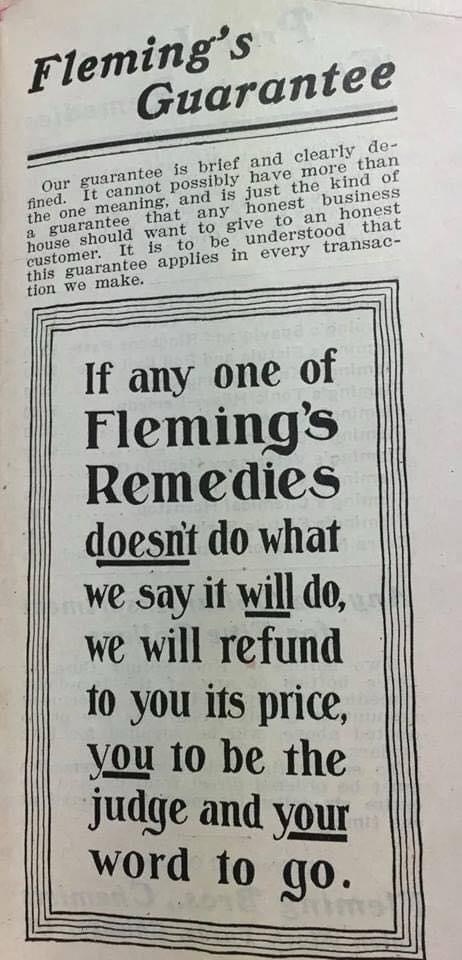 Fleming's
Guarantee
Our guarantee is brief and clearly de-
fined. It cannot possibly have more than
the one meaning, and is just the kind of
a guarantee that any honest business
house should want to give to an honest
customer. It is to be understood that
this guarantee applies in every transac-
tion we make.
If any one of
Fleming's
Remedies
doesn't do what
we say it will do,
we will refund
to you its price,
you to be the
judge and your
word to go.